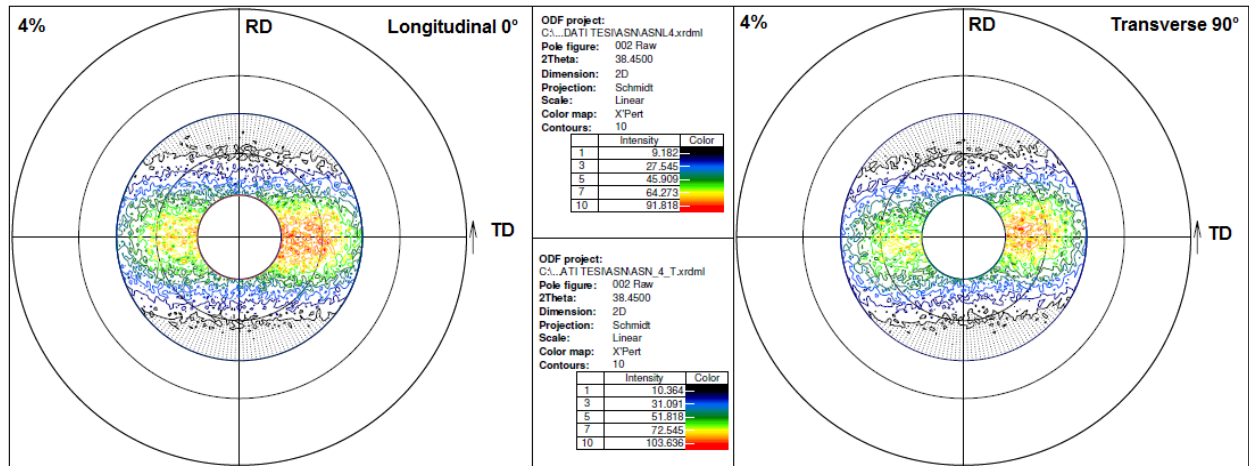 4%
RD
Longitudinal 0º
TD
ODF project:
C:\...DATI TESI\ASN\ASNL4.xrdml
Pole figure: 002 Raw
2Theta: 38.4500
Dimension: 2D
Projection: Schmidt
Scale: Linear
Color map: X'Pert
Contours: 10
Intensity Color
1 9.182
3 27.545
5 45.909
7 64.273
10 91.818
ODF project:
C:\...ATI TESI\ASN\ASN_4_T.xrdml
Pole figure: 002 Raw
2Theta: 38.4500
Dimension: 2D
Projection: Schmidt
Scale: Linear
Color map: X'Pert
Contours: 10
Intensity Color
1 10.364
3 31.091
5 51.818
7 72.545
10 103.636
4%
RD
Transverse 90º
TD